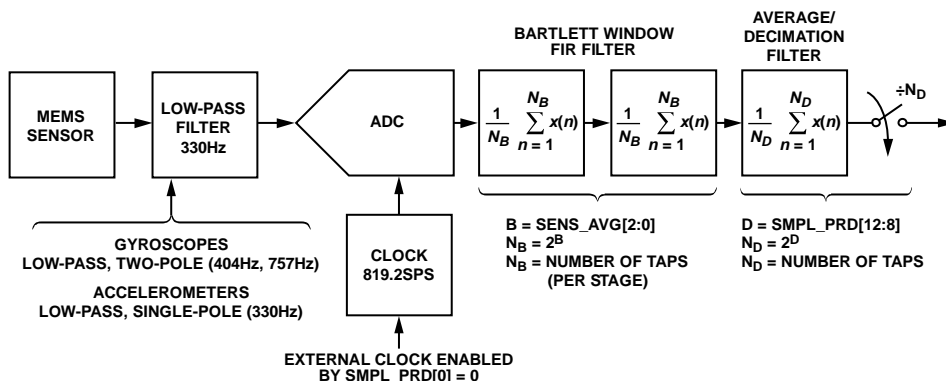 BARTLETT WINDOW
FIR FILTER
AVERAGE/
DECIMATION
FILTER
MEMS
SENSOR
LOW-PASS
FILTER
330Hz
ADC
1
N_B
N_B
∑ x(n)
n = 1
1
N_B
N_B
∑ x(n)
n = 1
1
N_D
N_D
∑ x(n)
n = 1
÷N_D
GYROSCOPES
LOW-PASS, TWO-POLE (404Hz, 757Hz)
ACCELEROMETERS
LOW-PASS, SINGLE-POLE (330Hz)
CLOCK
819.2SPS
B = SENS_AVG[2:0]
N_B = 2^B
N_B = NUMBER OF TAPS
(PER STAGE)
D = SMPL_PRD[12:8]
N_D = 2^D
N_D = NUMBER OF TAPS
EXTERNAL CLOCK ENABLED
BY SMPL_PRD[0] = 0